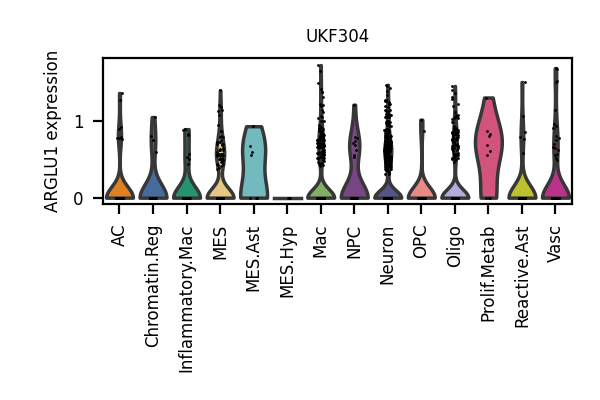 UKF304
ARGLU1 expression
1
0
AC
Chromatin.Reg
Inflammatory.Mac
MES
MES.Ast
MES.Hyp
Mac
NPC
Neuron
OPC
Oligo
Prolif.Metab
Reactive.Ast
Vasc